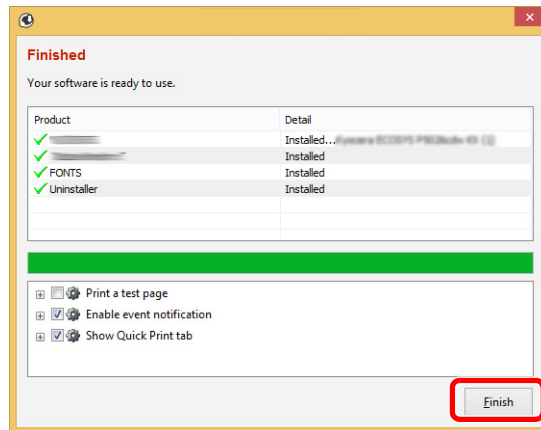 Finished
Your software is ready to use.
Product Detail
Installed...
Installed
FONTS Installed
Uninstaller Installed
Print a test page
Enable event notification
Show Quick Print tab
Finish